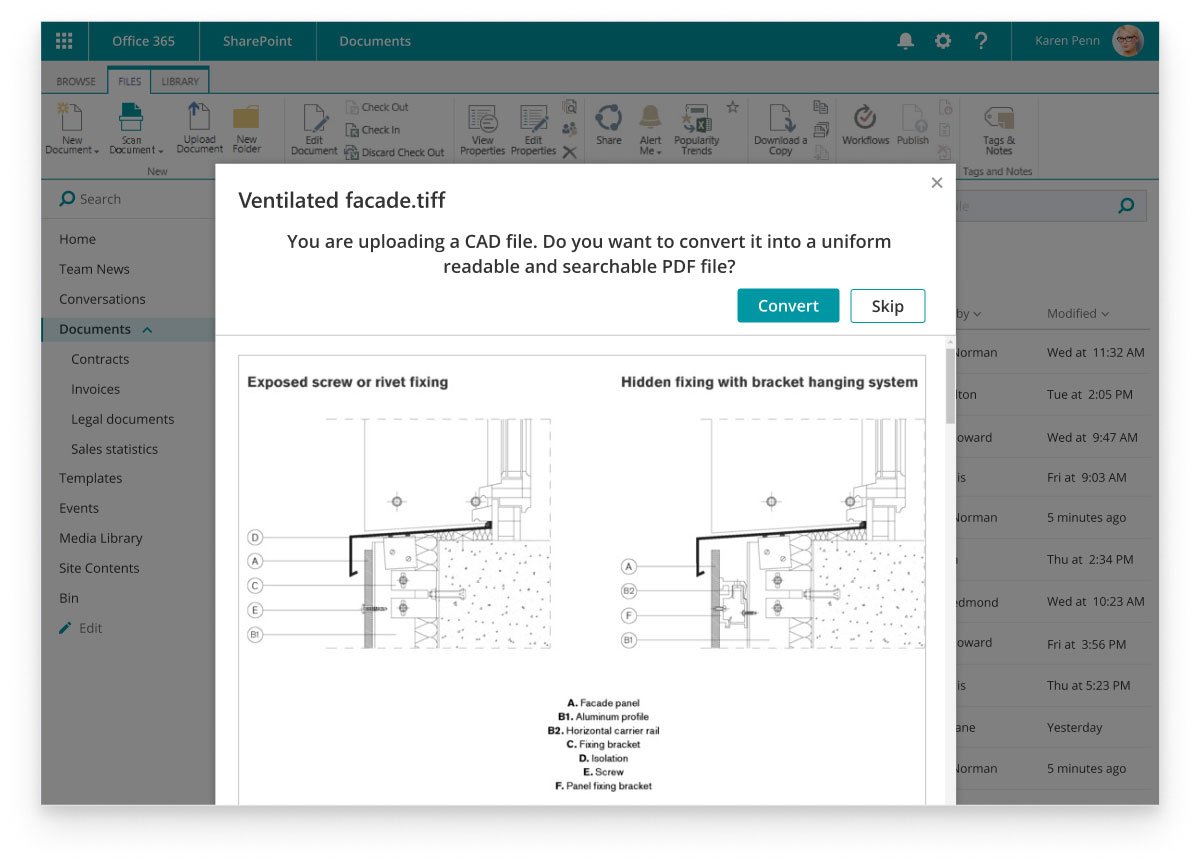 Office 365
SharePoint
Documents
Karen Penn
BROWSE
FILES
LIBRARY
New
Document
Scan
Document
Upload
Document
New
Folder
New
Edit
Document
Check Out
Check In
Discard Check Out
View
Properties
Edit
Properties
Share
Alert
Me
Popularity
Trends
Download a
Copy
Workflows
Publish
Tags &
Notes
Tags and Notes
Search
Home
Team News
Conversations
Documents
Contracts
Invoices
Legal documents
Sales statistics
Templates
Events
Media Library
Site Contents
Bin
Edit
Ventilated facade.tiff
You are uploading a CAD file. Do you want to convert it into a uniform
readable and searchable PDF file?
Convert
Skip
Exposed screw or rivet fixing
D
A
C
E
B1
Hidden fixing with bracket hanging system
A
B2
F
B1
A. Facade panel
B1. Aluminum profile
B2. Horizontal carrier rail
C. Fixing bracket
D. Isolation
E. Screw
F. Panel fixing bracket
by Modified
Norman Wed at 11:32 AM
lton Tue at 2:05 PM
oward Wed at 9:47 AM
is Fri at 9:03 AM
Norman 5 minutes ago
Thu at 2:34 PM
edmond Wed at 10:23 AM
oward Fri at 3:56 PM
is Thu at 5:23 PM
ane Yesterday
Norman 5 minutes ago